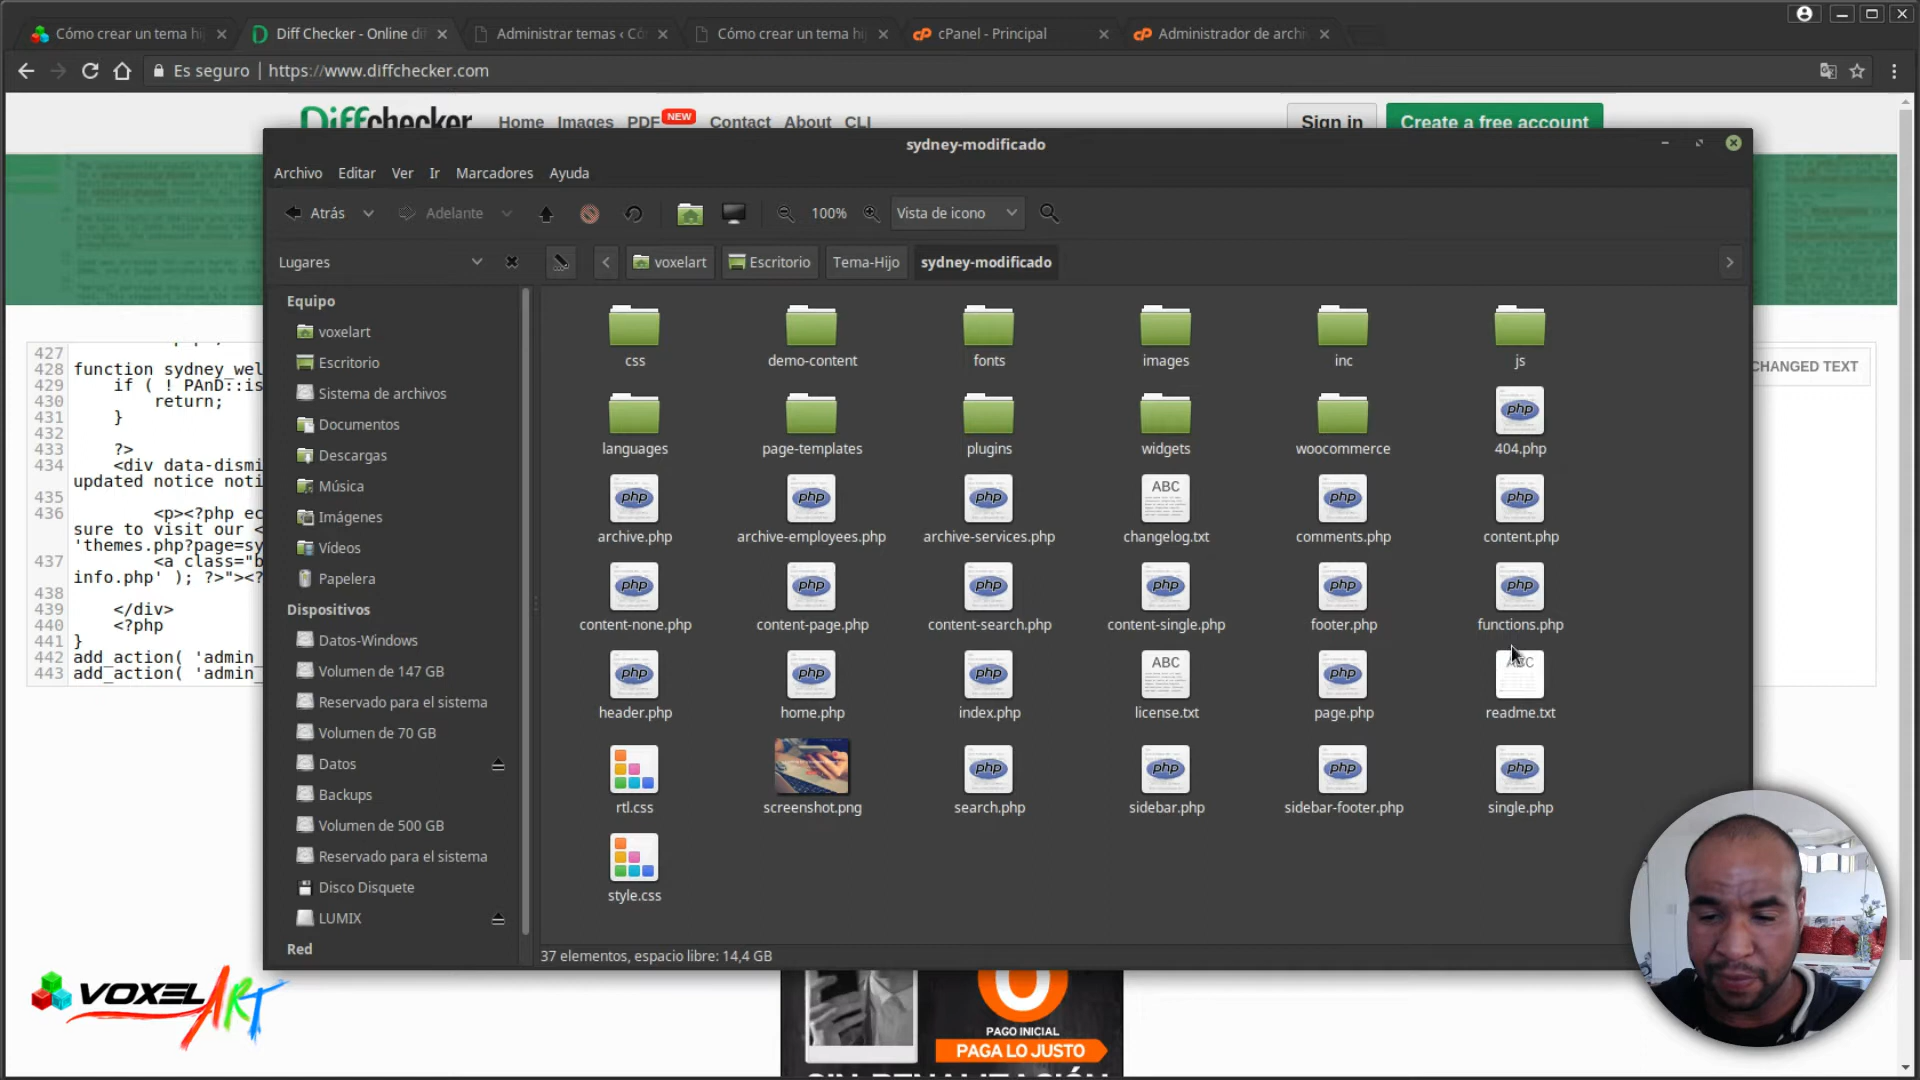 Cómo crear un tema hij
Diff Checker - Online dif
Administrar temas ‹ Có
Cómo crear un tema hij
cPanel - Principal
Administrador de archi
Es seguro
https://www.diffchecker.com
Diffchecker
Home
Images
PDF
NEW
Contact
About
CLI
Sign in
Create a free account
sydney-modificado
Archivo
Editar
Ver
Ir
Marcadores
Ayuda
Atrás
Adelante
100%
Vista de icono
Lugares
voxelart
Escritorio
Tema-Hijo
sydney-modificado
Equipo
voxelart
Escritorio
Sistema de archivos
Documentos
Descargas
Música
Imágenes
Vídeos
Papelera
Dispositivos
Datos-Windows
Volumen de 147 GB
Reservado para el sistema
Volumen de 70 GB
Datos
Backups
Volumen de 500 GB
Reservado para el sistema
Disco Disquete
LUMIX
Red
css
demo-content
fonts
images
inc
js
languages
page-templates
plugins
widgets
woocommerce
404.php
archive.php
archive-employees.php
archive-services.php
changelog.txt
comments.php
content.php
content-none.php
content-page.php
content-search.php
content-single.php
footer.php
functions.php
header.php
home.php
index.php
license.txt
page.php
readme.txt
rtl.css
screenshot.png
search.php
sidebar.php
sidebar-footer.php
single.php
style.css
37 elementos, espacio libre: 14,4 GB
427
428 function sydney_wel
429 if ( ! PAnD::is
430 return;
431 }
432
433 ?>
434 <div data-dismi
updated notice noti
435
436 <p><?php ec
sure to visit our <
'themes.php?page=sy
437 <a class="b
info.php' ); ?>"><?
438
439 </div>
440 <?php
441 }
442 add_action( 'admin_
443 add_action( 'admin_
CHANGED TEXT
VOXELART
PAGO INICIAL
PAGA LO JUSTO